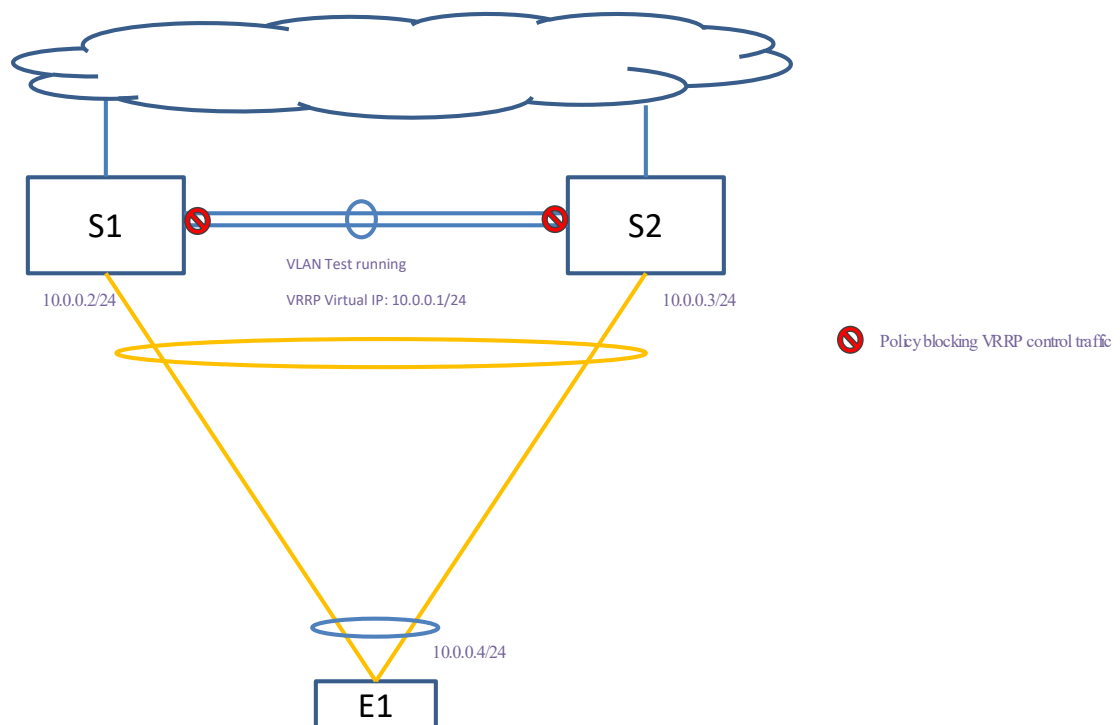 S1
S2
VLAN Test running
VRRP Virtual IP: 10.0.0.1/24
10.0.0.2/24
10.0.0.3/24
Policy blocking VRRP control traffic
10.0.0.4/24
E1